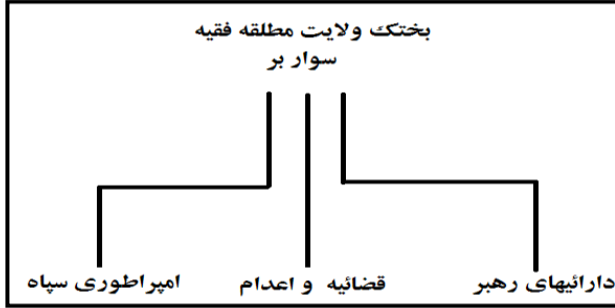 بختک ولایت مطلقه فقیه
سوار بر
دارائیهای رهبر
قضائیه و اعدام
امپراطوری سپاه